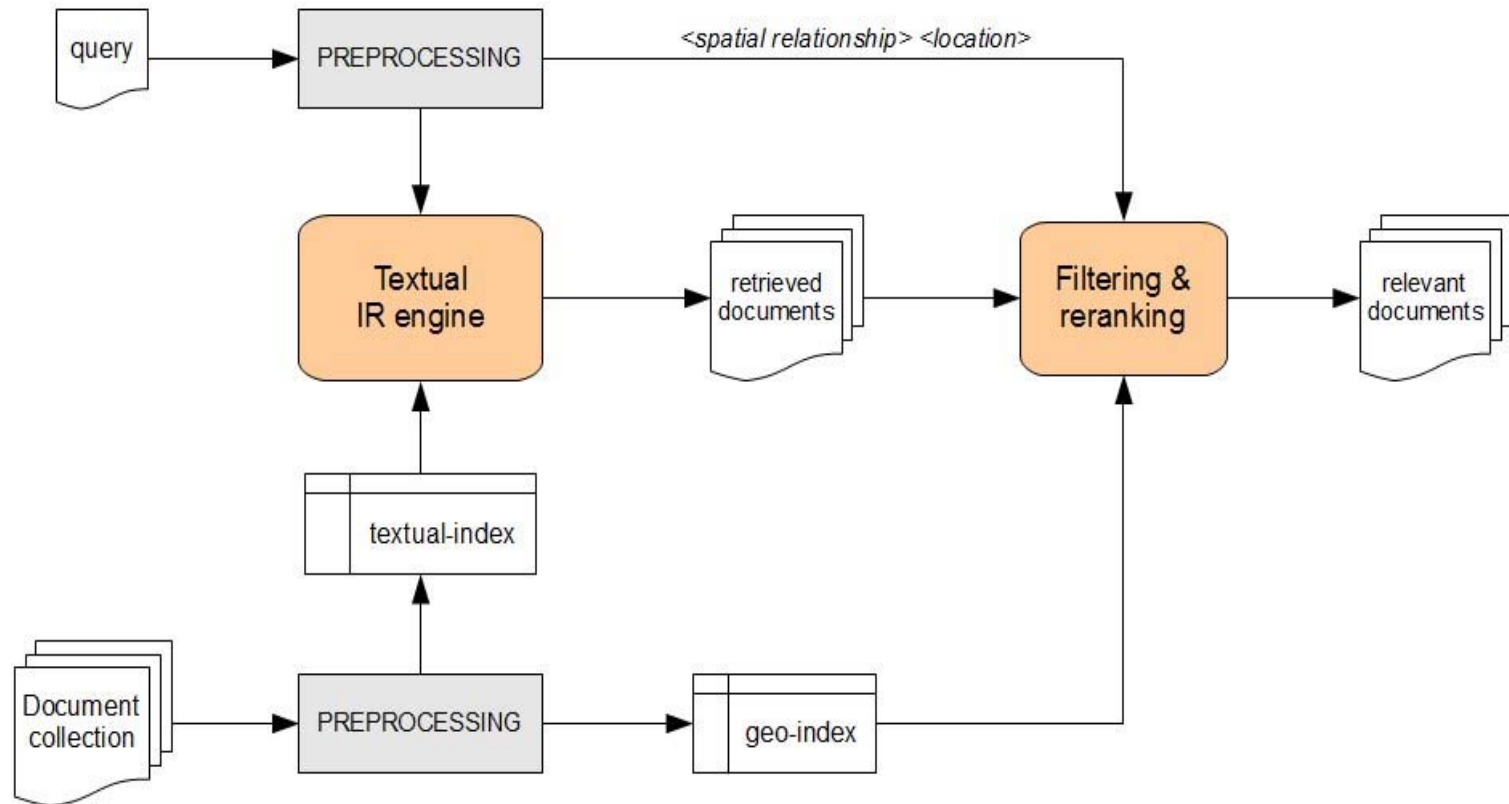 query
PREPROCESSING
<spatial relationship> <location>
Textual
IR engine
retrieved
documents
Filtering &
reranking
relevant
documents
textual-index
Document
collection
PREPROCESSING
geo-index